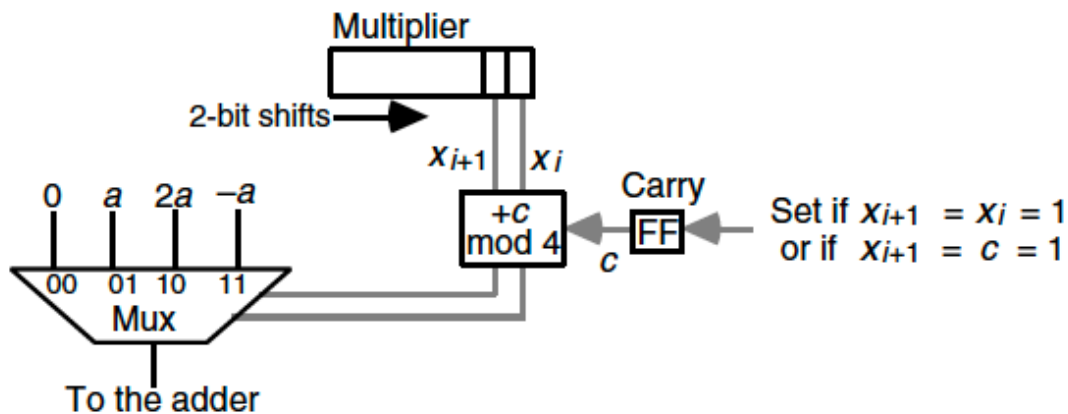 Multiplier
2-bit shifts
x_{i+1} x_i
0 a 2a –a
Carry
+c
mod 4
FF
c
Set if x_{i+1} = x_i = 1
or if x_{i+1} = c = 1
00 01 10 11
Mux
To the adder